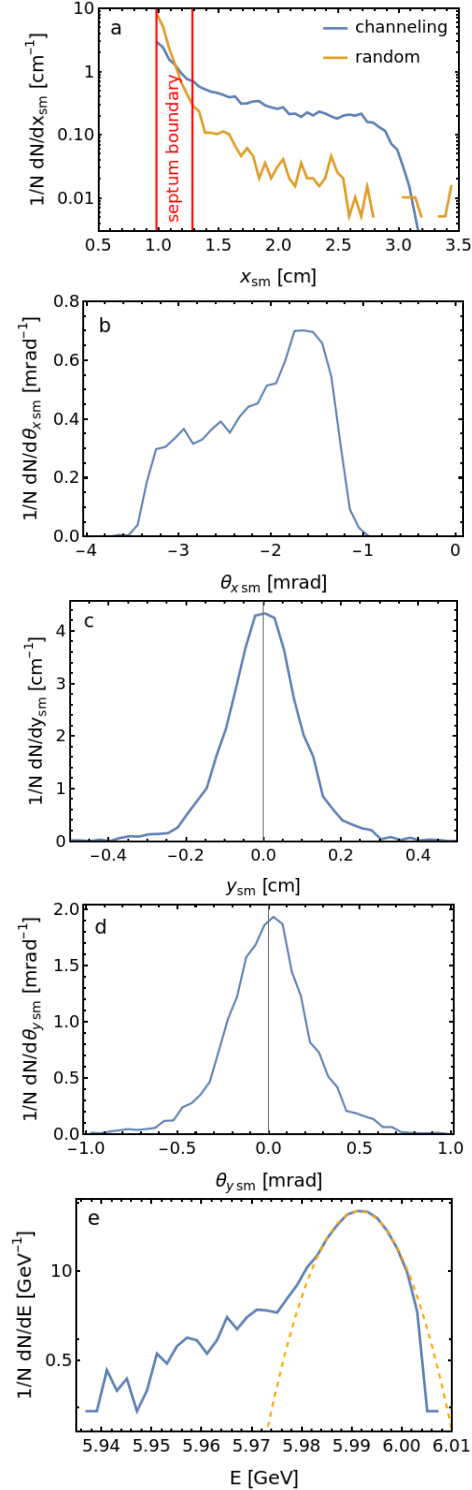 a
channeling
random
10
1
0.10
0.01
1/N dN/dx_sm [cm⁻¹]
septum boundary
0.5 1.0 1.5 2.0 2.5 3.0 3.5
x_sm [cm]
b
0.8
0.6
0.4
0.2
0.0
1/N dN/dθ_x sm [mrad⁻¹]
−4 −3 −2 −1 0
θ_x sm [mrad]
c
4
3
2
1
0
1/N dN/dy_sm [cm⁻¹]
−0.4 −0.2 0.0 0.2 0.4
y_sm [cm]
d
2.0
1.5
1.0
0.5
0.0
1/N dN/dθ_y sm [mrad⁻¹]
−1.0 −0.5 0.0 0.5 1.0
θ_y sm [mrad]
e
10
0.5
1/N dN/dE [GeV⁻¹]
5.94 5.95 5.96 5.97 5.98 5.99 6.00 6.01
E [GeV]